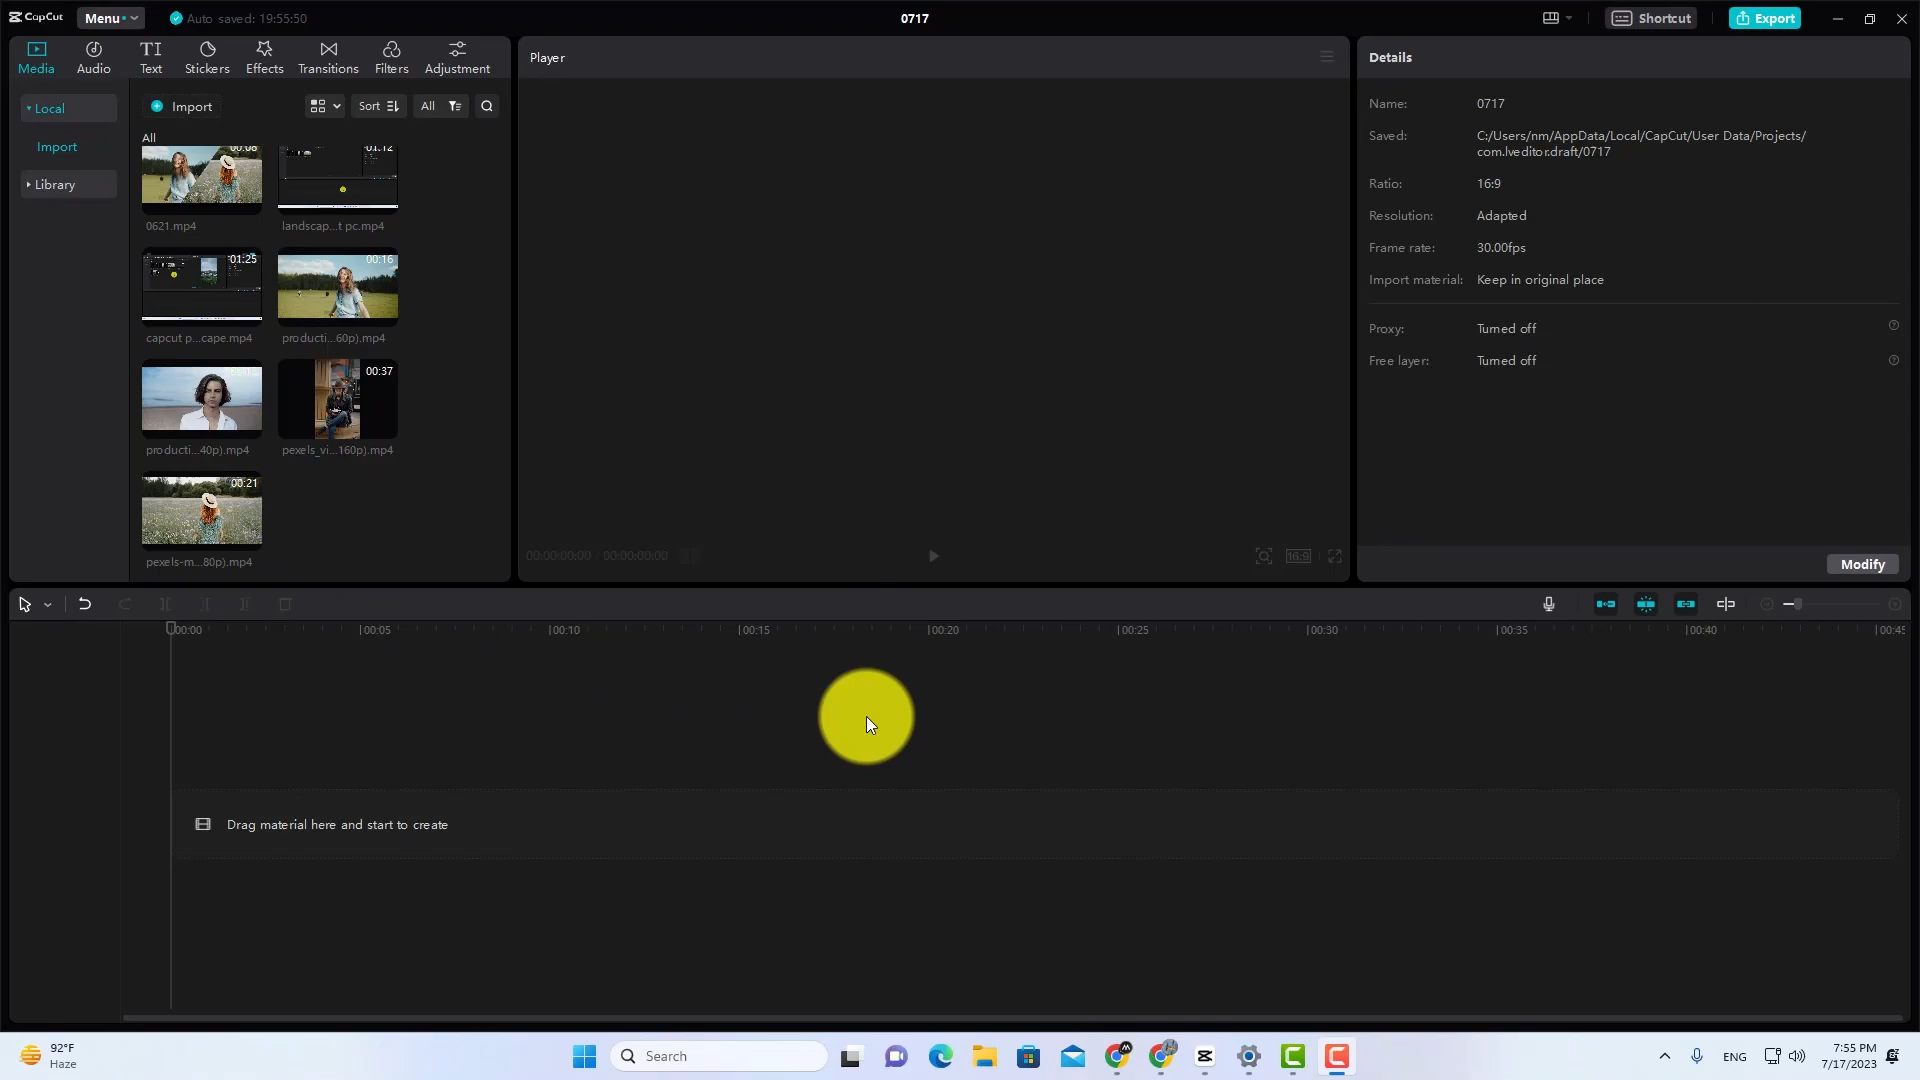 CapCut
Menu
Auto saved: 19:55:50
0717
Shortcut
Export
Media
Audio
TI
Text
Stickers
Effects
Transitions
Filters
Adjustment
Local
Import
Library
Import
Sort
All
All
00:08
01:12
0621.mp4
landscap...t pc.mp4
01:25
00:16
capcut p...cape.mp4
producti...60p).mp4
00:37
producti...40p).mp4
pexels_vi...160p).mp4
00:21
pexels-m...80p).mp4
Player
00:00:00:00 / 00:00:00:00
16:9
Details
Name: 0717
Saved: C:/Users/nm/AppData/Local/CapCut/User Data/Projects/
com.lveditor.draft/0717
Ratio: 16:9
Resolution: Adapted
Frame rate: 30.00fps
Import material: Keep in original place
Proxy: Turned off
Free layer: Turned off
Modify
00:00 00:05 00:10 00:15 00:20 00:25 00:30 00:35 00:40 00:45
Drag material here and start to create
92°F
Haze
Search
ENG
7:55 PM
7/17/2023